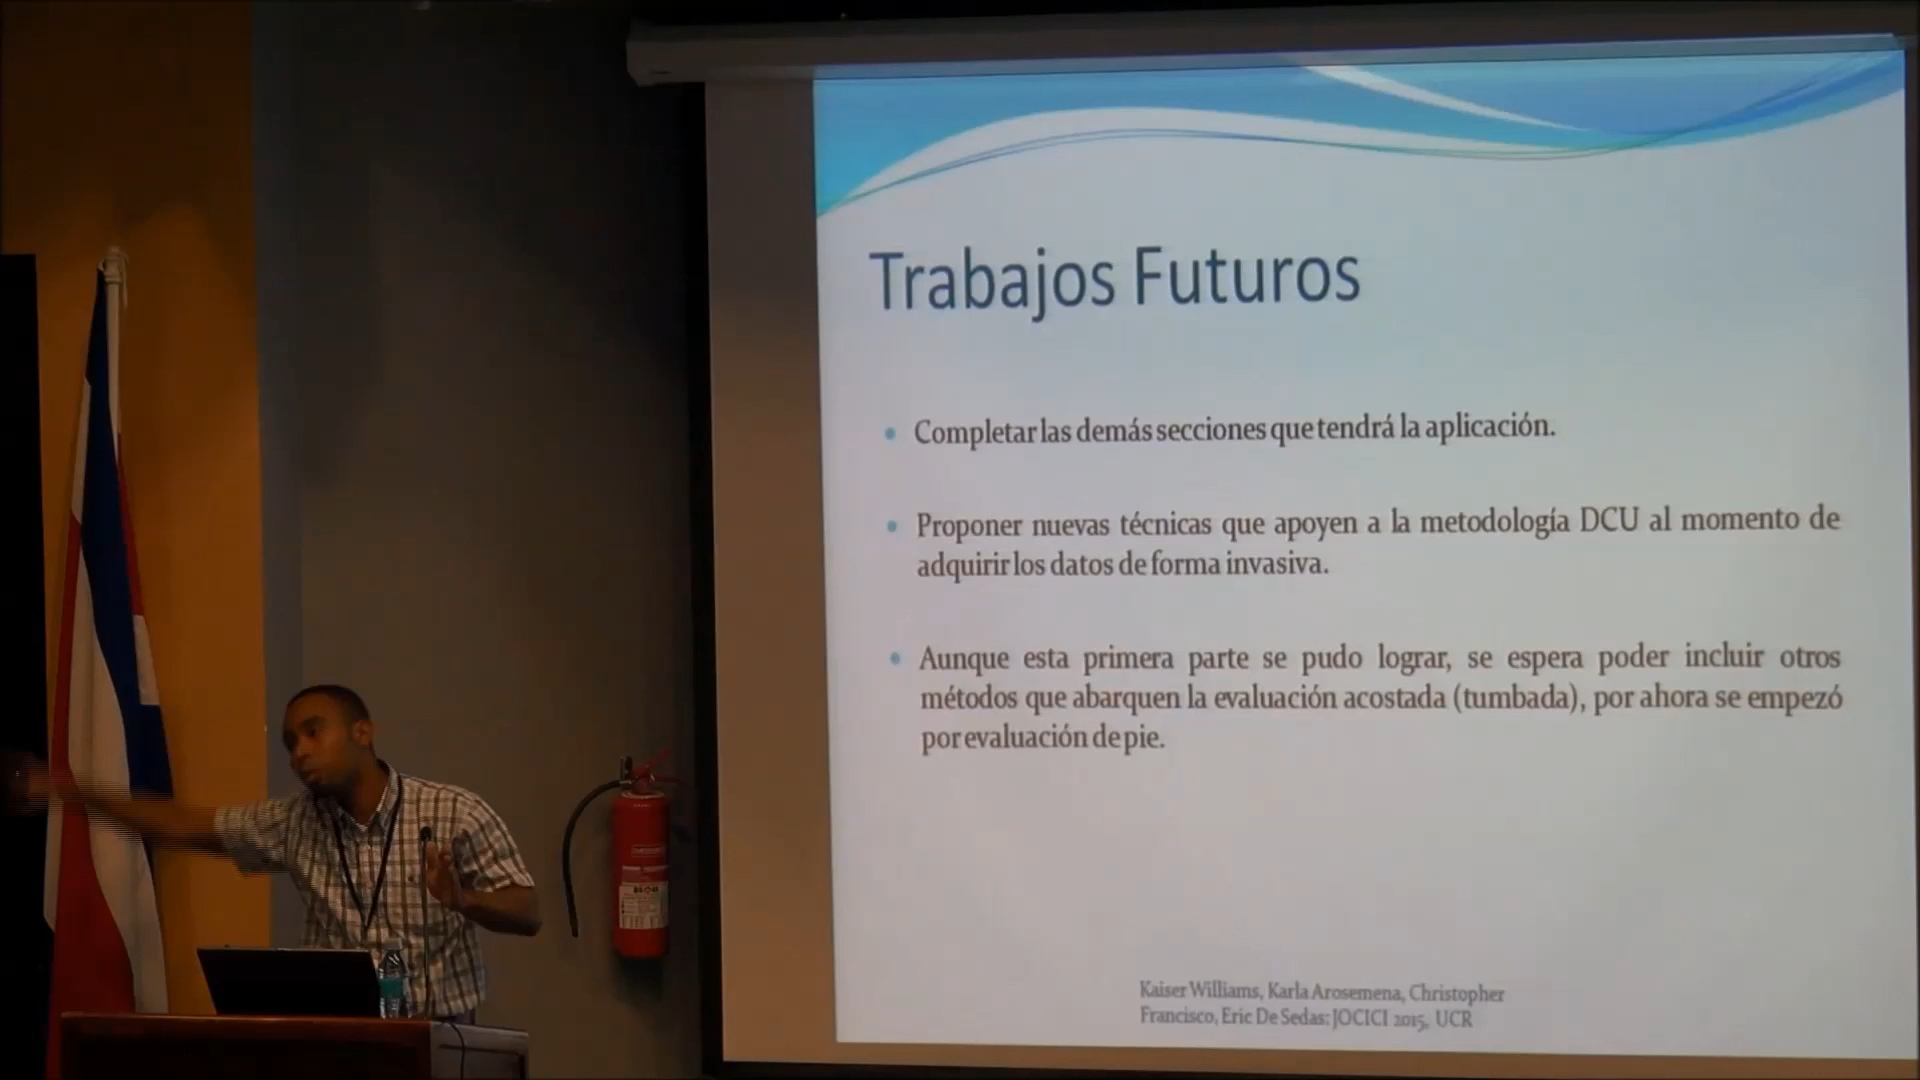 Trabajos Futuros
Completar las demás secciones que tendrá la aplicación.
Proponer nuevas técnicas que apoyen a la metodología DCU al momento de
adquirir los datos de forma invasiva.
Aunque esta primera parte se pudo lograr, se espera poder incluir otros
métodos que abarquen la evaluación acostada (tumbada), por ahora se empezó
por evaluación de pie.
Kaiser Williams, Karla Arosemena, Christopher
Francisco, Eric De Sedas; JOCICI 2015, UCR